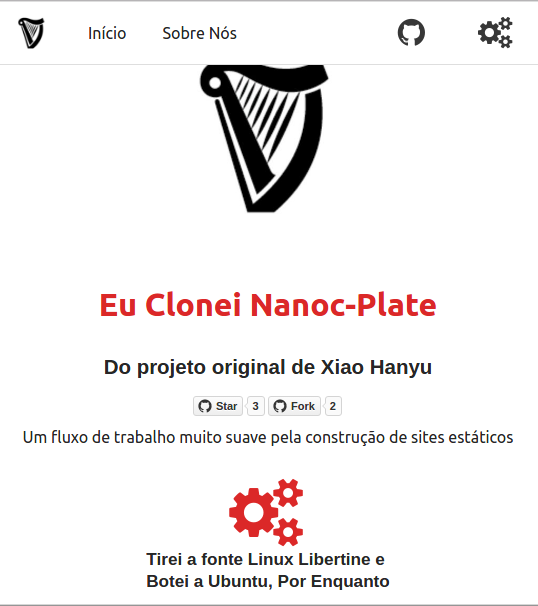 Início Sobre Nós
Eu Clonei Nanoc-Plate
Do projeto original de Xiao Hanyu
Star 3 Fork 2
Um fluxo de trabalho muito suave pela construção de sites estáticos
Tirei a fonte Linux Libertine e
Botei a Ubuntu, Por Enquanto